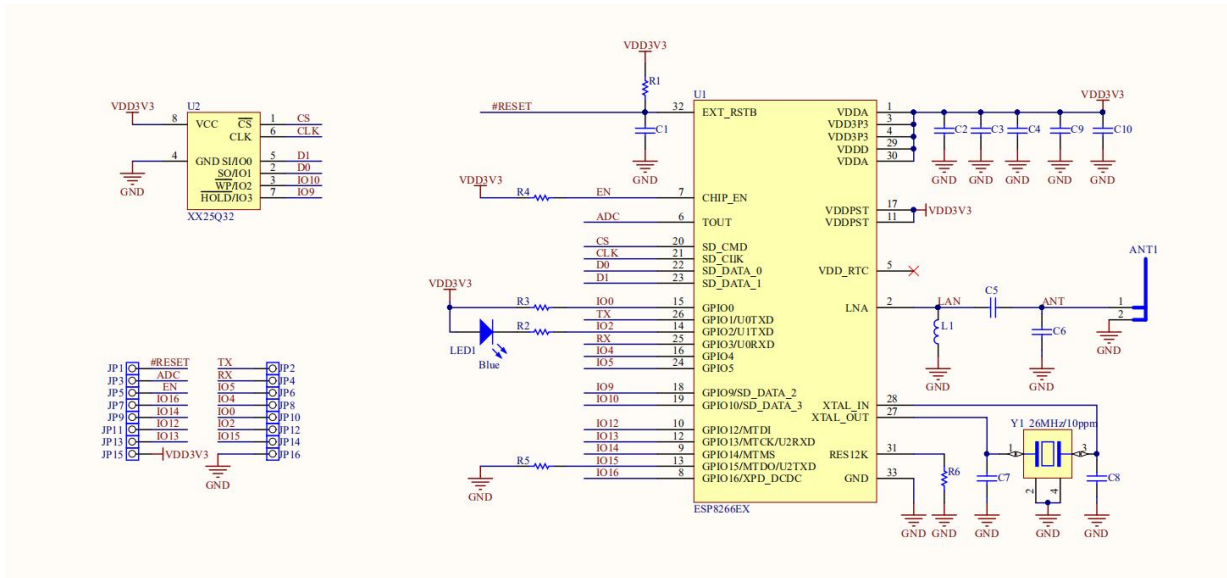 VDD3V3
R1
#RESET
C1
GND
U2
VDD3V3
8 VCC CS 1 CS
CLK 6 CLK
4 GND SI/IO0 5 D1
SO/IO1 2 D0
WP/IO2 3 IO10
HOLD/IO3 7 IO9
GND
XX25Q32
U1
32 EXT_RSTB
VDD3V3 R4 EN 7 CHIP_EN
ADC 6 TOUT
CS 20 SD_CMD
CLK 21 SD_CLK
D0 22 SD_DATA_0
D1 23 SD_DATA_1
VDD3V3
R3 IO0 15 GPIO0
TX 26 GPIO1/U0TXD
R2 IO2 14 GPIO2/U1TXD
RX 25 GPIO3/U0RXD
IO4 16 GPIO4
IO5 24 GPIO5
LED1
Blue
IO9 18 GPIO9/SD_DATA_2
IO10 19 GPIO10/SD_DATA_3
IO12 10 GPIO12/MTDI
IO13 12 GPIO13/MTCK/U2RXD
IO14 9 GPIO14/MTMS
R5 IO15 13 GPIO15/MTDO/U2TXD
IO16 8 GPIO16/XPD_DCDC
GND
ESP8266EX
VDDA 1
VDD3P3 3
VDD3P3 4
VDDD 29
VDDA 30
VDD3V3
C2 C3 C4 C9 C10
GND GND GND GND GND
VDDPST 17 VDD3V3
VDDPST 11
VDD_RTC 5
LNA 2 LAN C5 ANT 1
2
ANT1
L1 C6
GND GND GND
XTAL_IN 28
XTAL_OUT 27
Y1_26MHz/10ppm
1 3
2 4
C7 C8
RES12K 31
R6
GND 33
GND GND GND GND GND
JP1 #RESET TX JP2
JP3 ADC RX JP4
JP5 EN IO5 JP6
JP7 IO16 IO4 JP8
JP9 IO14 IO0 JP10
JP11 IO12 IO2 JP12
JP13 IO13 IO15 JP14
JP15 VDD3V3 JP16
GND